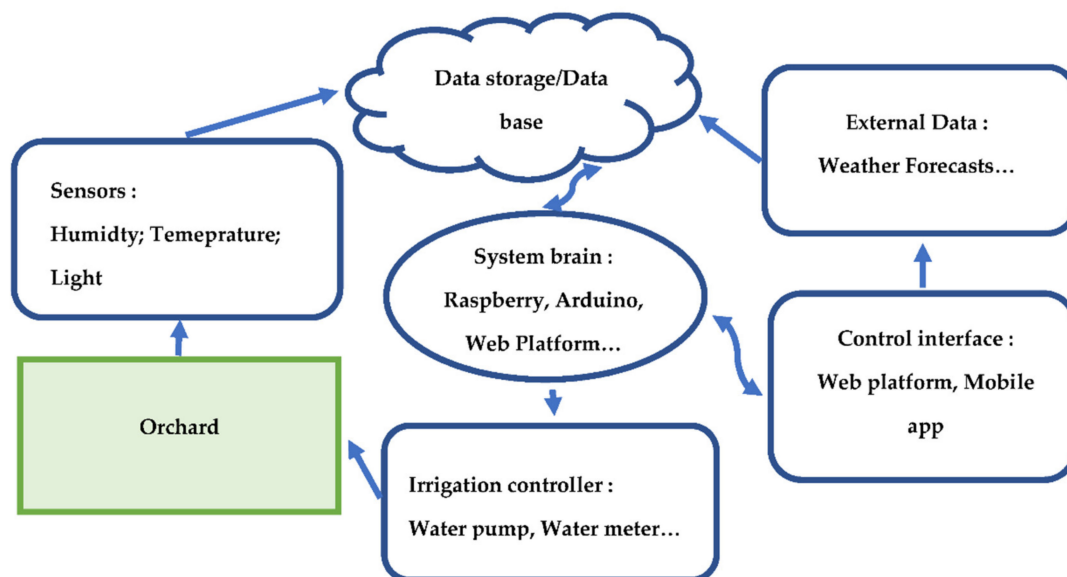 Data storage/Data
base
External Data :
Weather Forecasts...
Sensors :
Humidty; Temeprature;
Light
System brain :
Raspberry, Arduino,
Web Platform...
Control interface :
Web platform, Mobile
app
Orchard
Irrigation controller :
Water pump, Water meter...